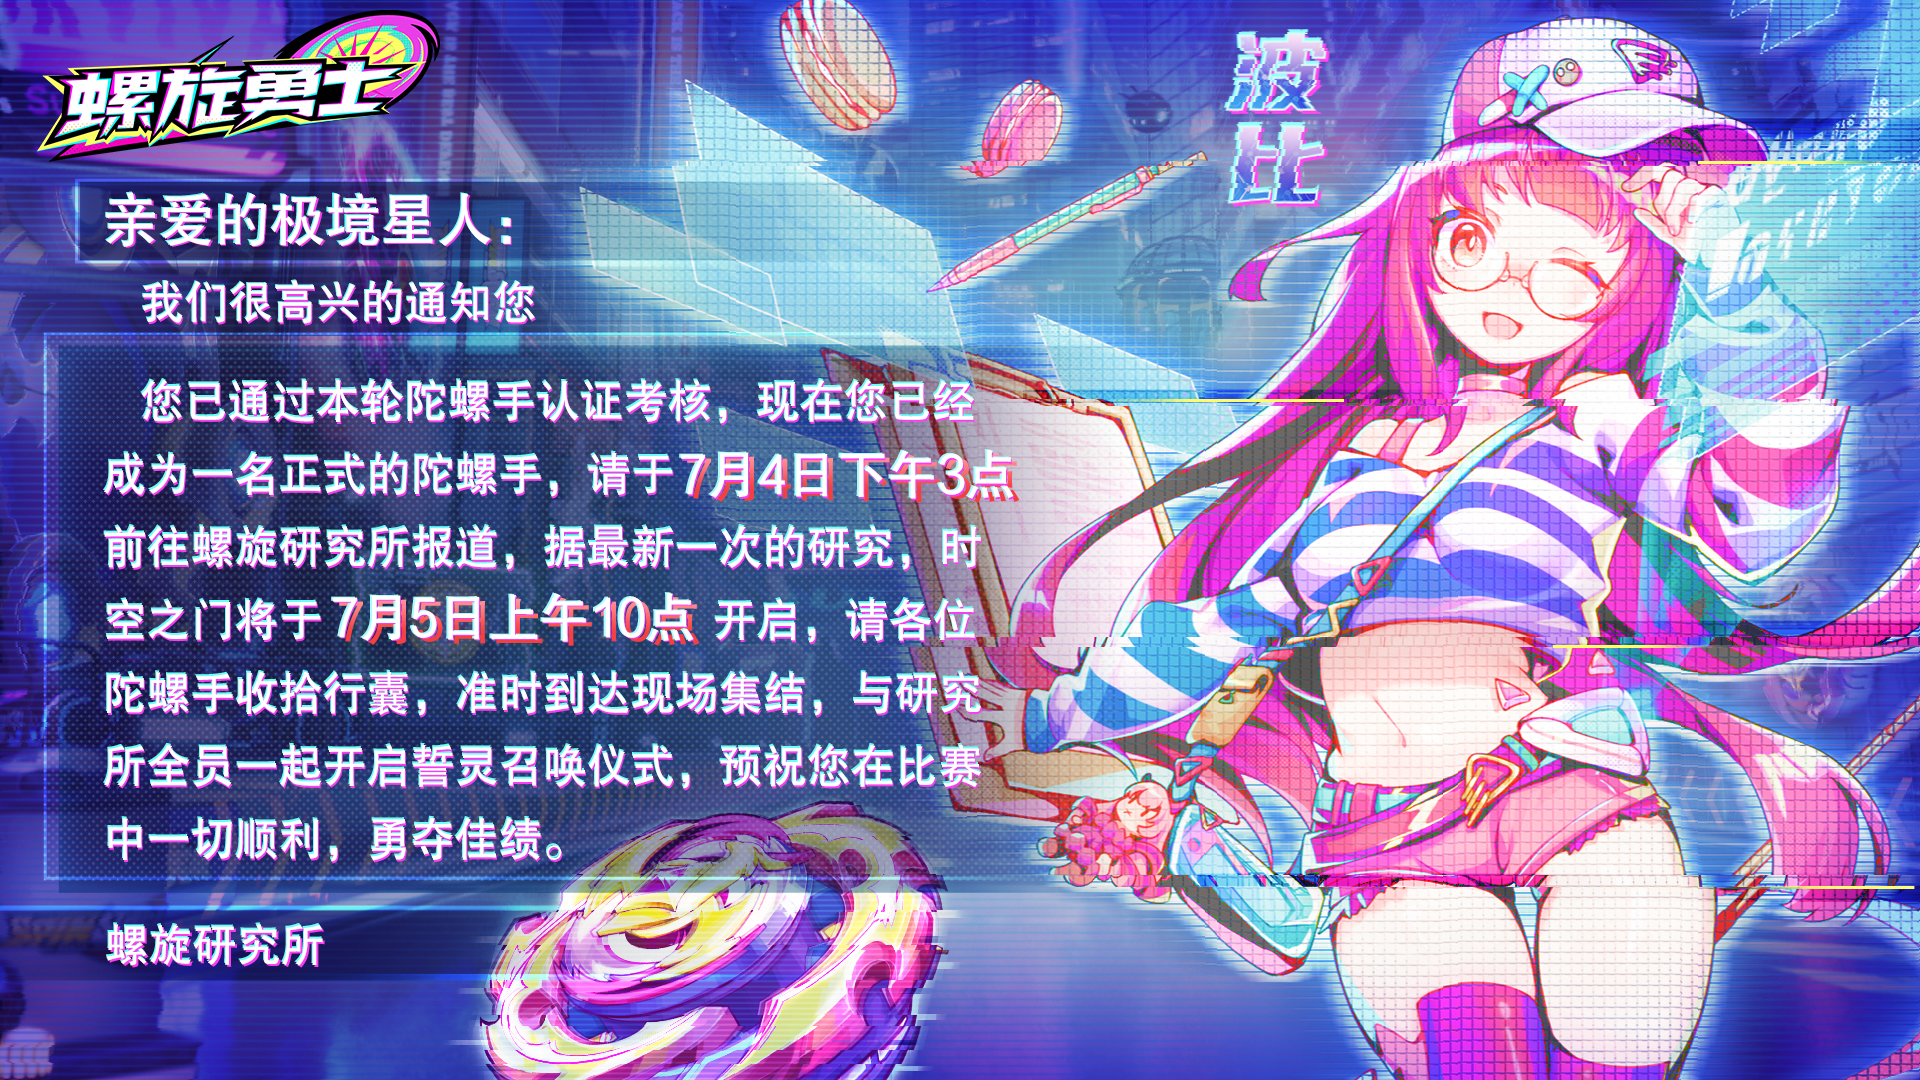 螺旋勇士
波比
亲爱的极境星人：
我们很高兴的通知您
您已通过本轮陀螺手认证考核，现在您已经
成为一名正式的陀螺手，请于7月4日下午3点
前往螺旋研究所报道，据最新一次的研究，时
空之门将于7月5日上午10点开启，请各位
陀螺手收拾行囊，准时到达现场集结，与研究
所全员一起开启誓灵召唤仪式，预祝您在比赛
中一切顺利，勇夺佳绩。
螺旋研究所